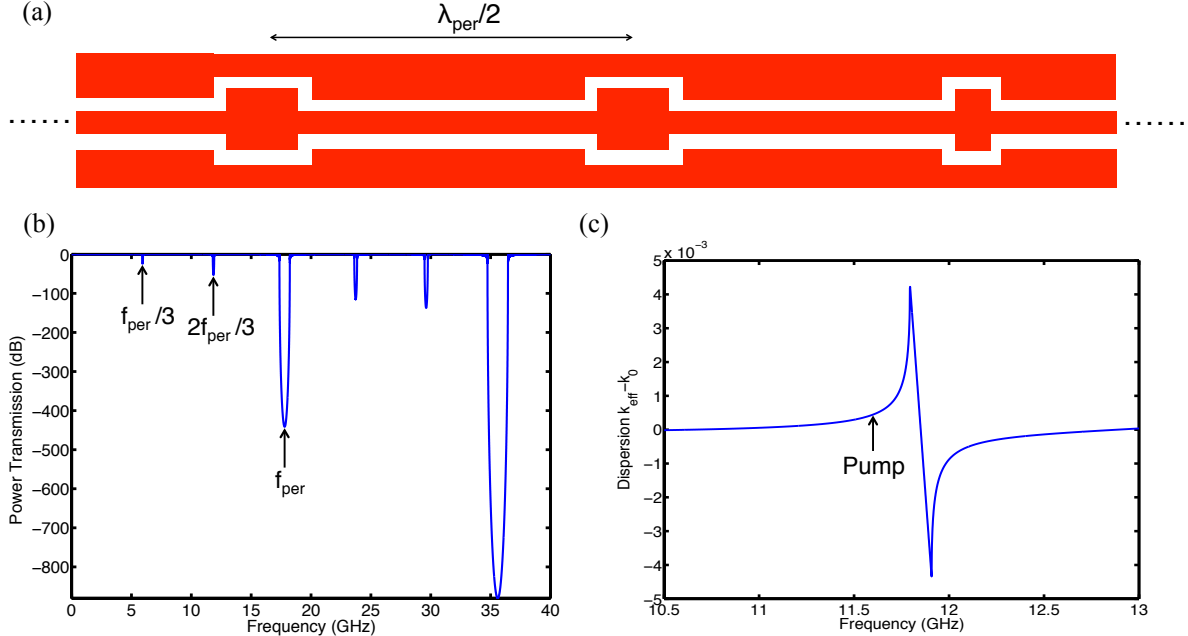 (a)
λper/2
...... ......
(b) (c)
0
−100
−200
−300
−400
−500
−600
−700
−800
Power Transmission (dB)
fper/3
2fper/3
fper
0 5 10 15 20 25 30 35 40
Frequency (GHz)
5 x 10⁻³
4
3
2
1
0
−1
−2
−3
−4
−5
Dispersion keff−k0
Pump
10.5 11 11.5 12 12.5 13
Frequency (GHz)